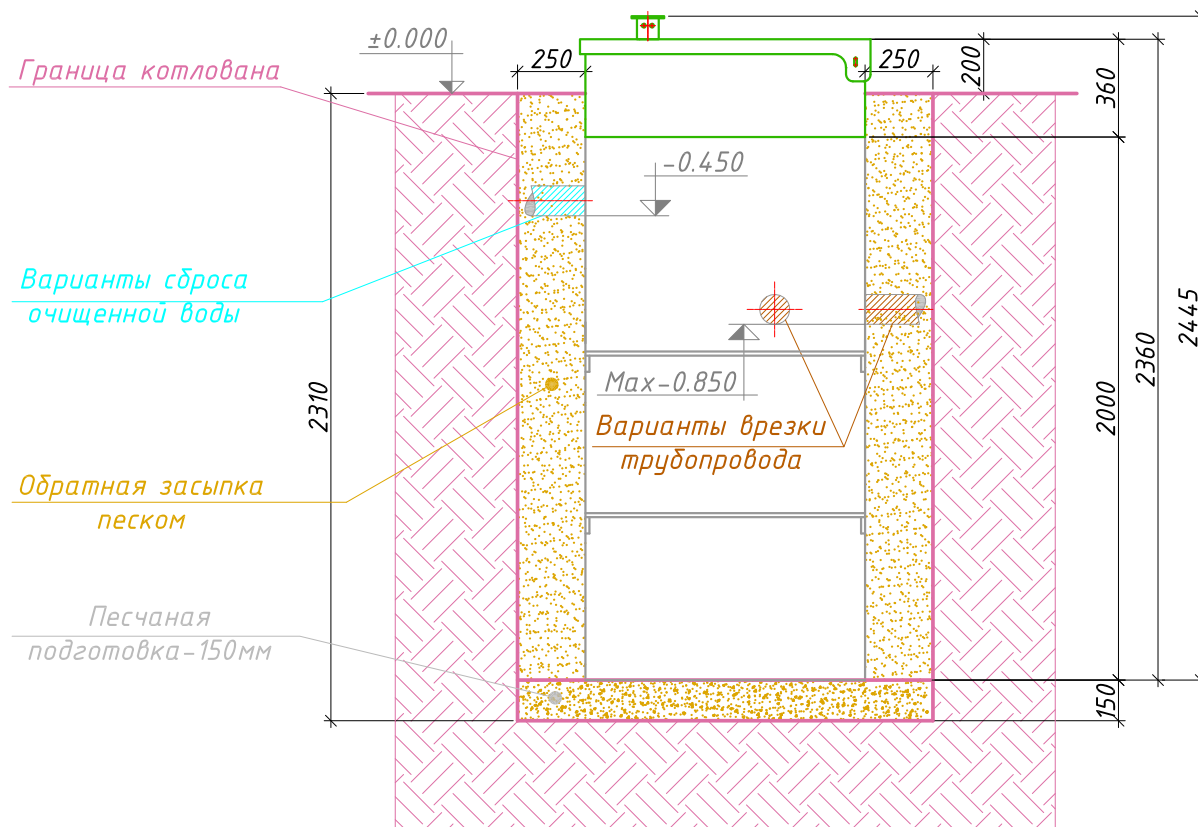 ±0.000
Граница котлована
250
250
200
360
-0.450
Варианты сброса
очищенной воды
2445
2360
Max-0.850
2310
2000
Варианты врезки
трубопровода
Обратная засыпка
песком
Песчаная
подготовка-150мм
150